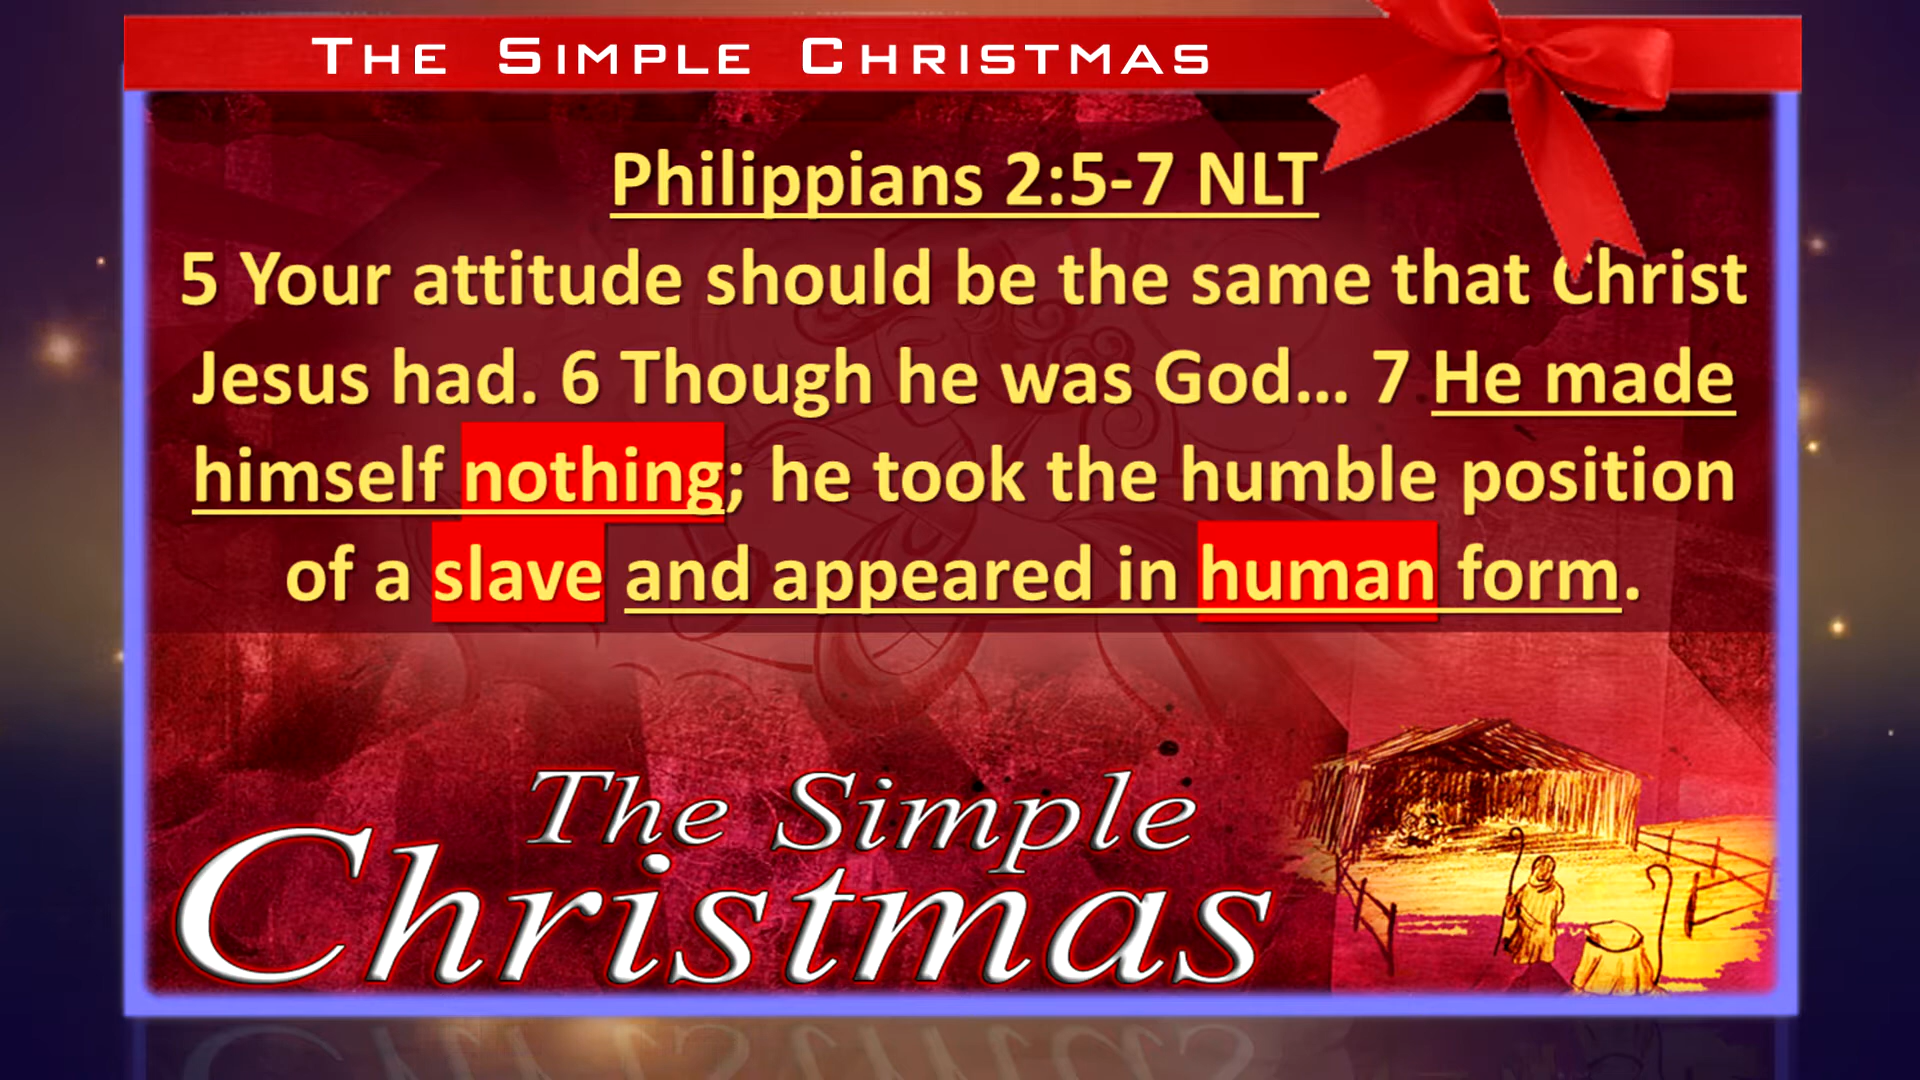 The Simple Christmas
Philippians 2:5-7 NLT
5 Your attitude should be the same that Christ
Jesus had. 6 Though he was God... 7 He made
himself nothing; he took the humble position
of a slave and appeared in human form.
The Simple
Christmas